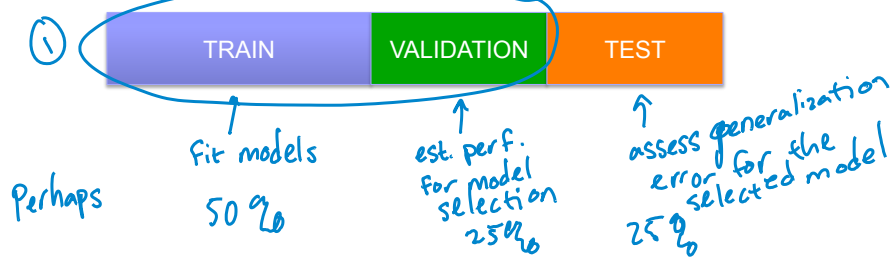 ①
TRAIN
VALIDATION
TEST
fit models
est. perf.
for model
selection
assess generalization
error for the
selected model
Perhaps
50%
25%
25%